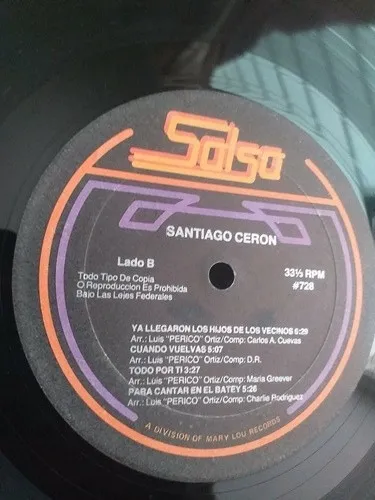 Salsa
SANTIAGO CERON
Lado B
33⅓ RPM
#728
Todo Tipo De Copia
O Reproduccion Es Prohibida
Bajo Las Lejes Federales
YA LLEGARON LOS HIJOS DE LOS VECINOS 6:29
Arr.: Luis "PERICO" Ortiz/Comp: Carlos A. Cuevas
CUANDO VUELVAS 5:07
Arr.: Luis "PERICO" Ortiz/Comp: D.R.
TODO POR TI 3:27
Arr.: Luis "PERICO" Ortiz/Comp: Maria Greever
PARA CANTAR EN EL BATEY 5:26
Arr.: Luis "PERICO" Ortiz/Comp: Charlie Rodriguez
A DIVISION OF MARY LOU RECORDS